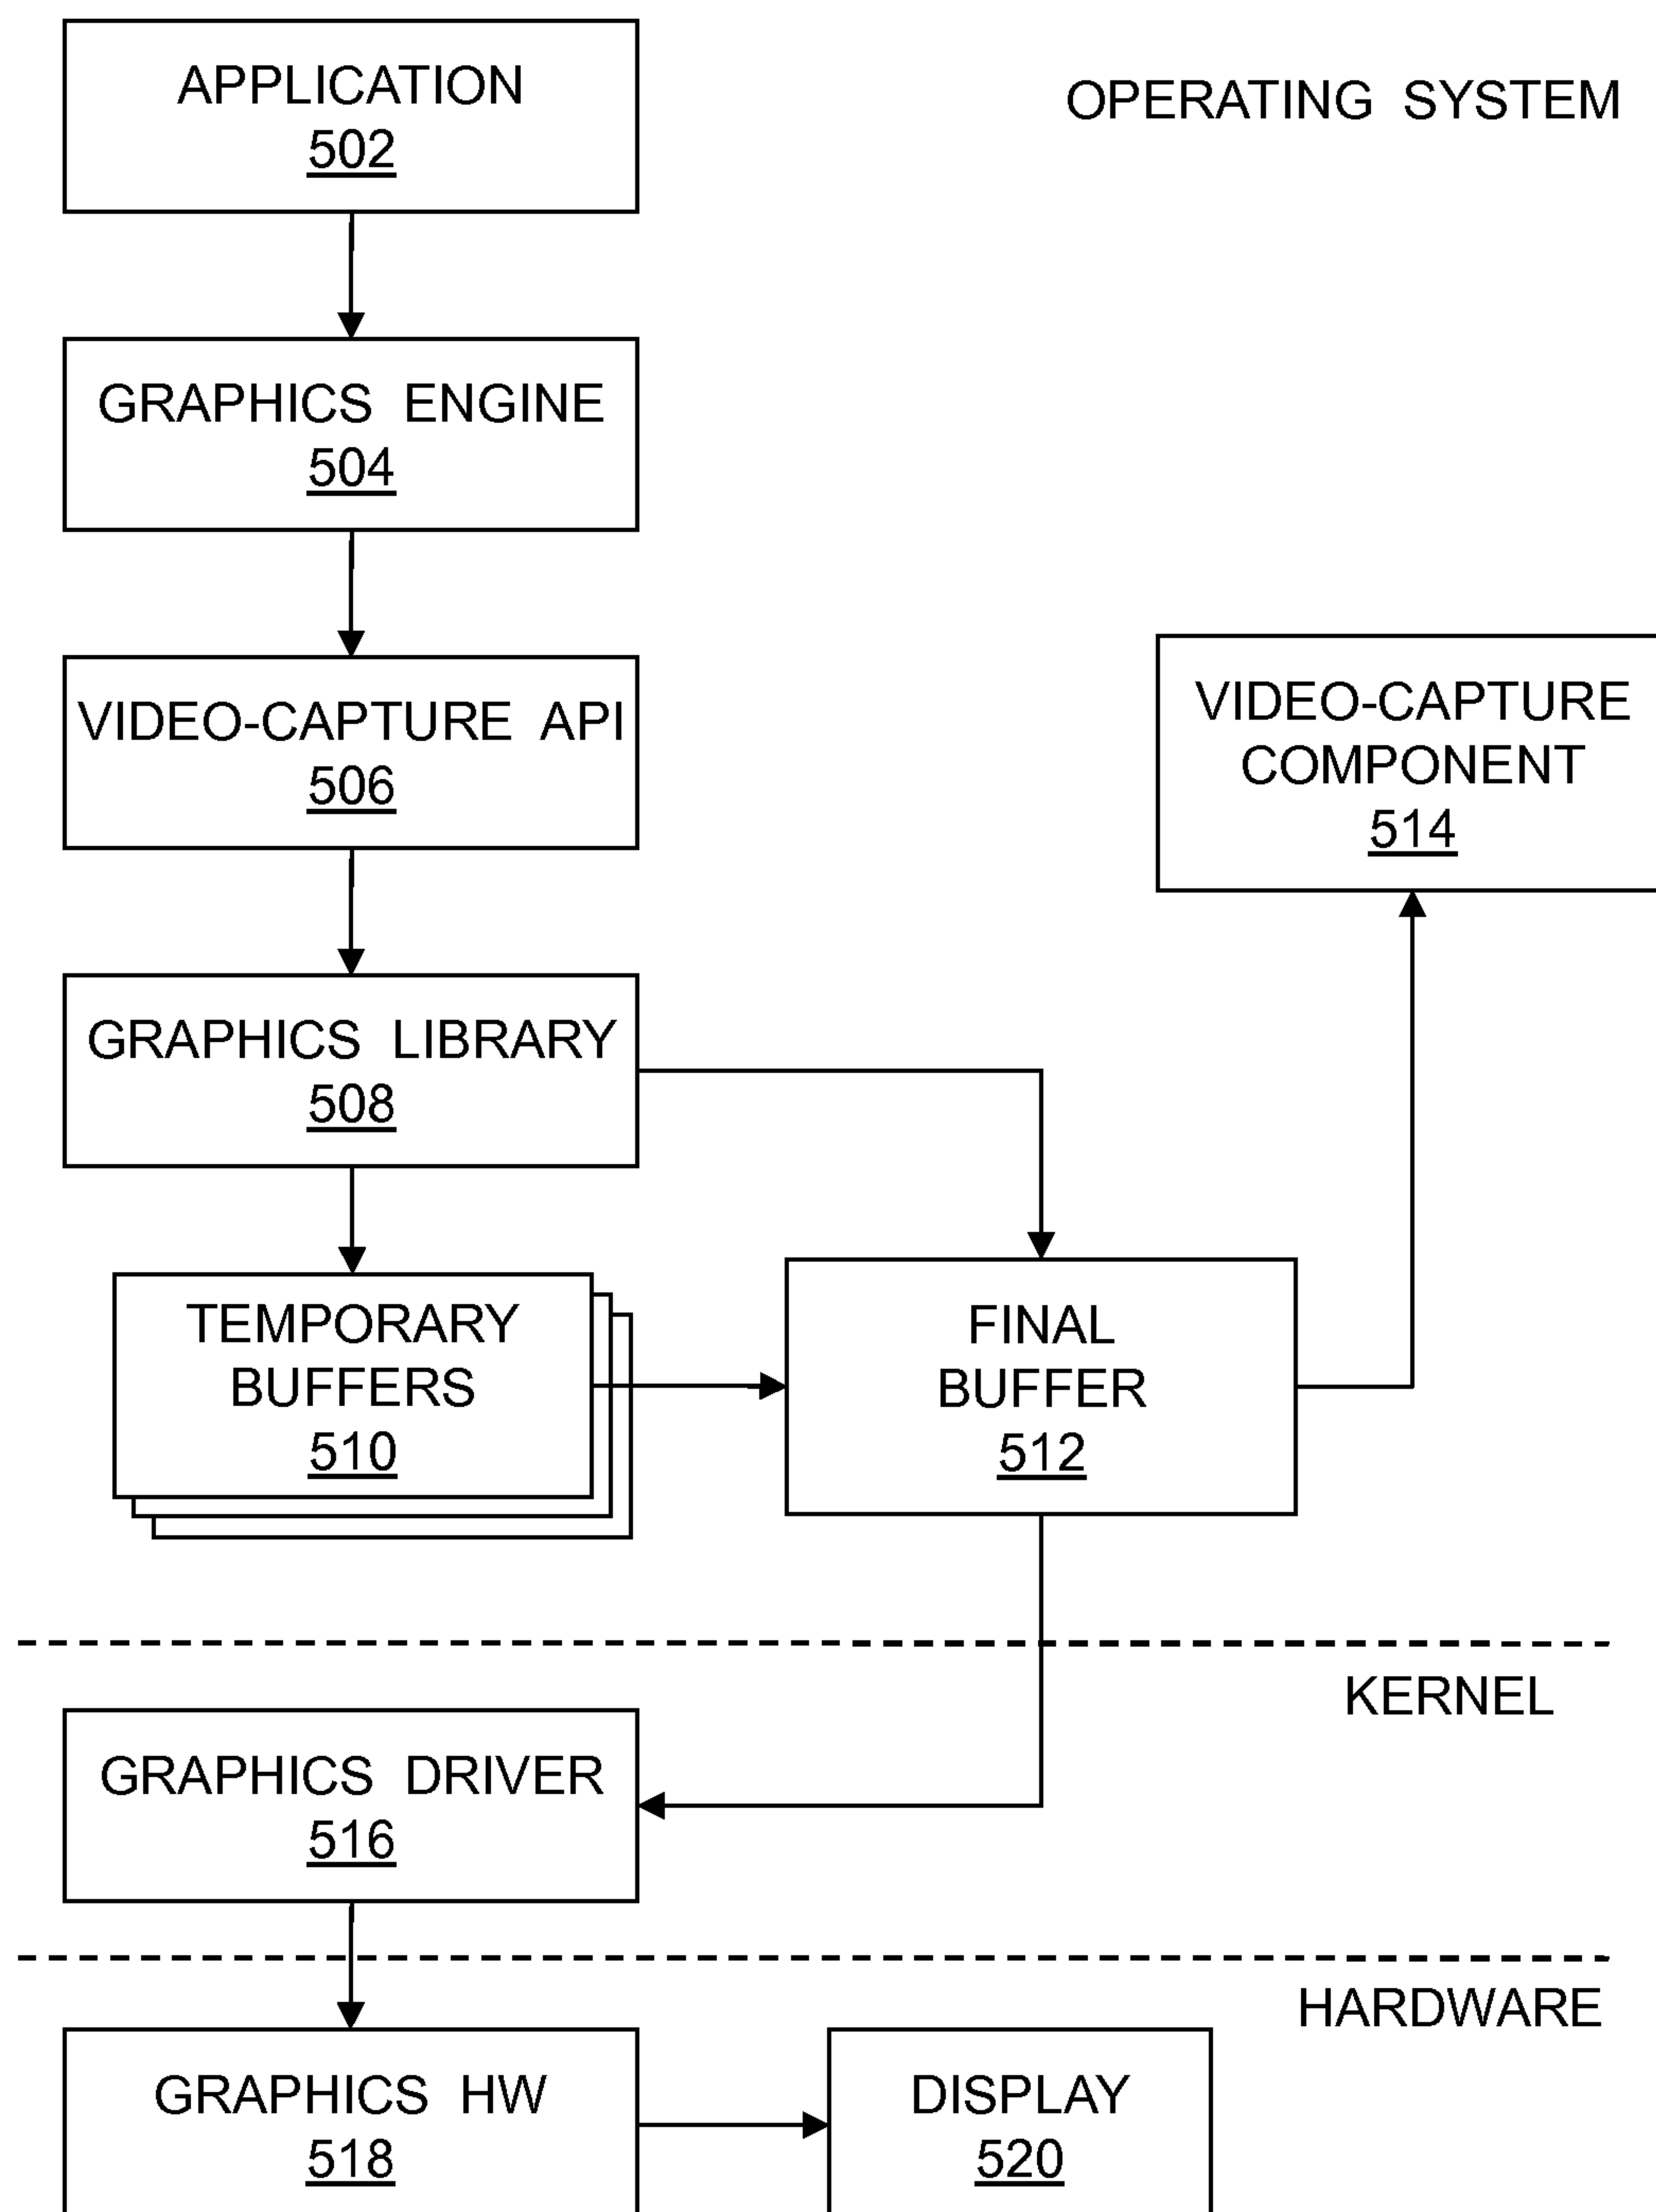 APPLICATION
502
OPERATING SYSTEM
GRAPHICS ENGINE
504
VIDEO-CAPTURE API
506
VIDEO-CAPTURE
COMPONENT
514
GRAPHICS LIBRARY
508
TEMPORARY
BUFFERS
510
FINAL
BUFFER
512
KERNEL
GRAPHICS DRIVER
516
HARDWARE
GRAPHICS HW
518
DISPLAY
520